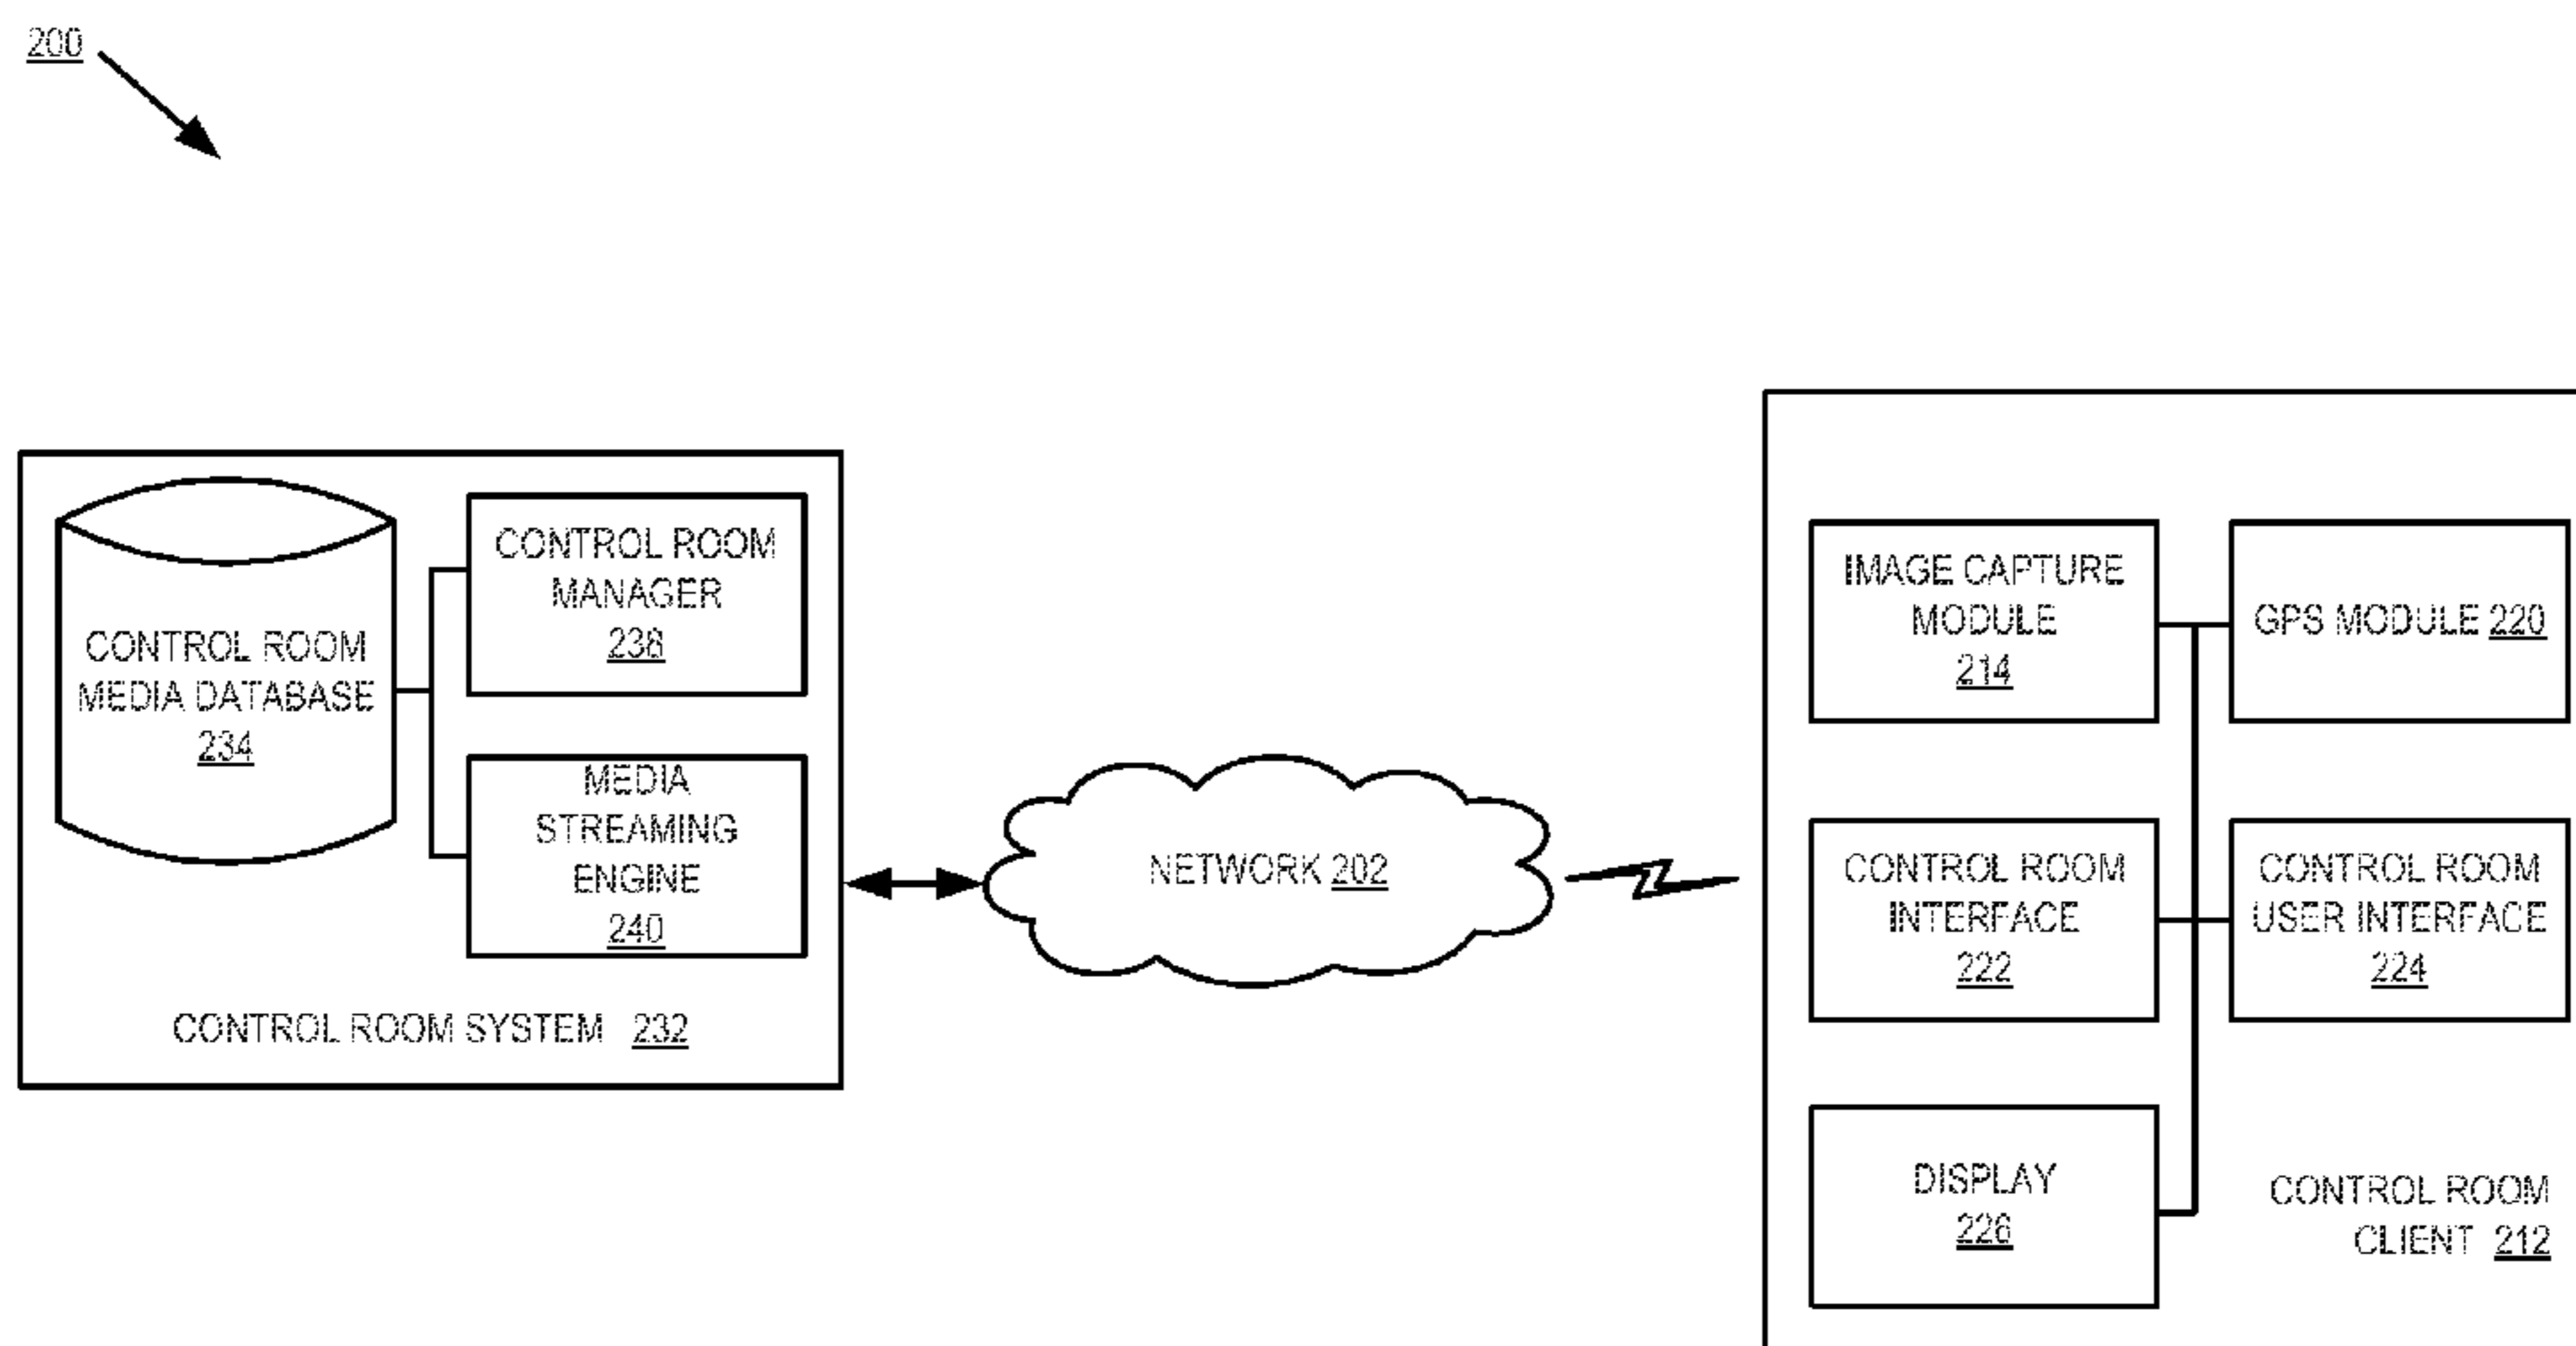 200
CONTROL ROOM
MEDIA DATABASE
234
CONTROL ROOM
MANAGER
238
MEDIA
STREAMING
ENGINE
240
CONTROL ROOM SYSTEM 232
NETWORK 202
IMAGE CAPTURE
MODULE
214
GPS MODULE 220
CONTROL ROOM
INTERFACE
222
CONTROL ROOM
USER INTERFACE
224
DISPLAY
226
CONTROL ROOM
CLIENT 212